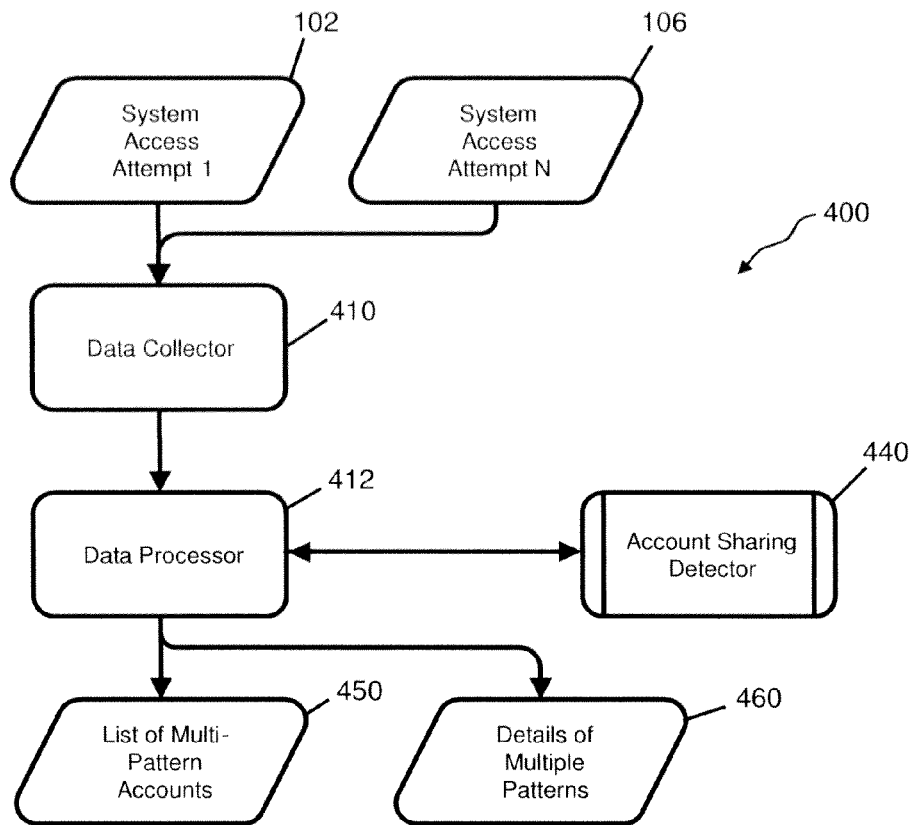 102
106
System
Access
Attempt 1
System
Access
Attempt N
400
410
Data Collector
412
440
Data Processor
Account Sharing
Detector
450
460
List of Multi-
Pattern
Accounts
Details of
Multiple
Patterns